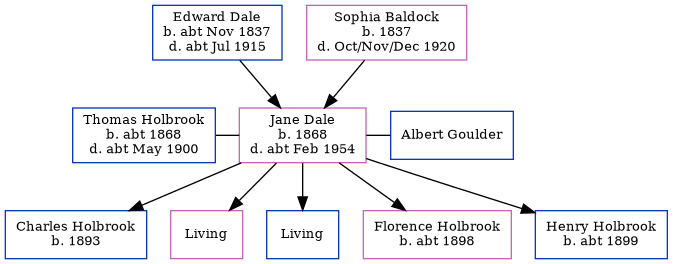 Edward Dale
b. abt Nov 1837
d. abt Jul 1915
Sophia Baldock
b. 1837
d. Oct/Nov/Dec 1920
Thomas Holbrook
b. abt 1868
d. abt May 1900
Jane Dale
b. 1868
d. abt Feb 1954
Albert Goulder
Charles Holbrook
b. 1893
Living
Living
Florence Holbrook
b. abt 1898
Henry Holbrook
b. abt 1899